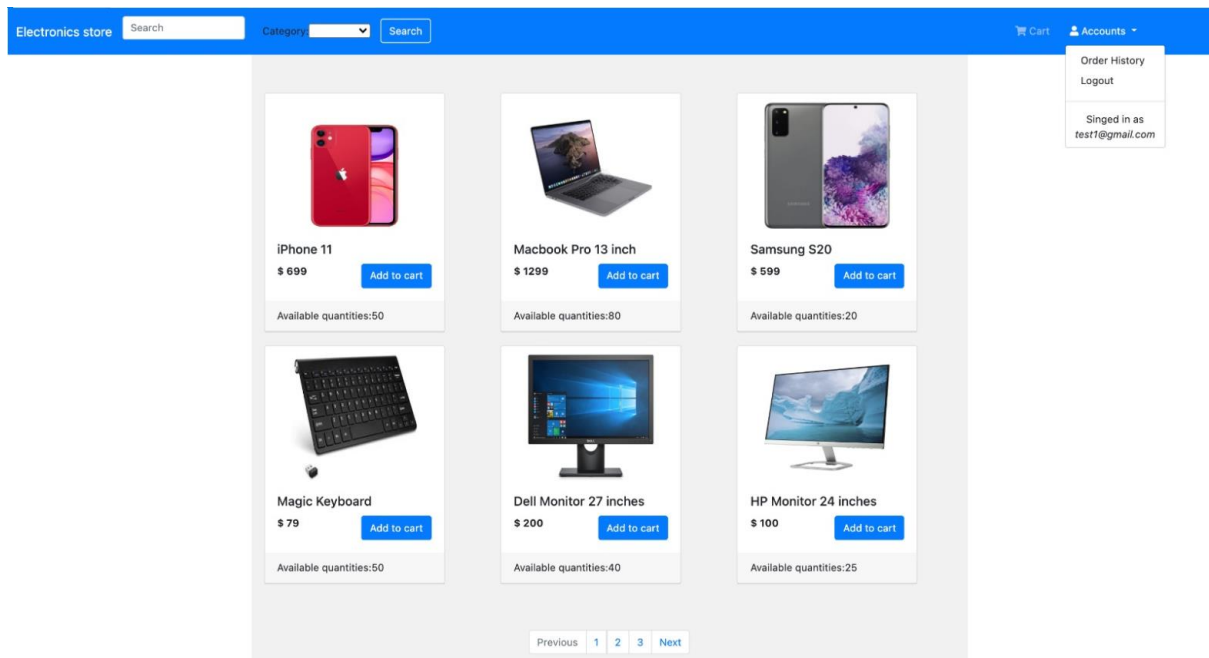 Electronics store Search Category: Search Cart Accounts
Order History
Logout
Singed in as
test1@gmail.com
SAMSUNG
iPhone 11 Macbook Pro 13 inch Samsung S20
$ 699 Add to cart $ 1299 Add to cart $ 599 Add to cart
Available quantities:50 Available quantities:80 Available quantities:20
DELL
Magic Keyboard Dell Monitor 27 inches HP Monitor 24 inches
$ 79 Add to cart $ 200 Add to cart $ 100 Add to cart
Available quantities:50 Available quantities:40 Available quantities:25
Previous 1 2 3 Next